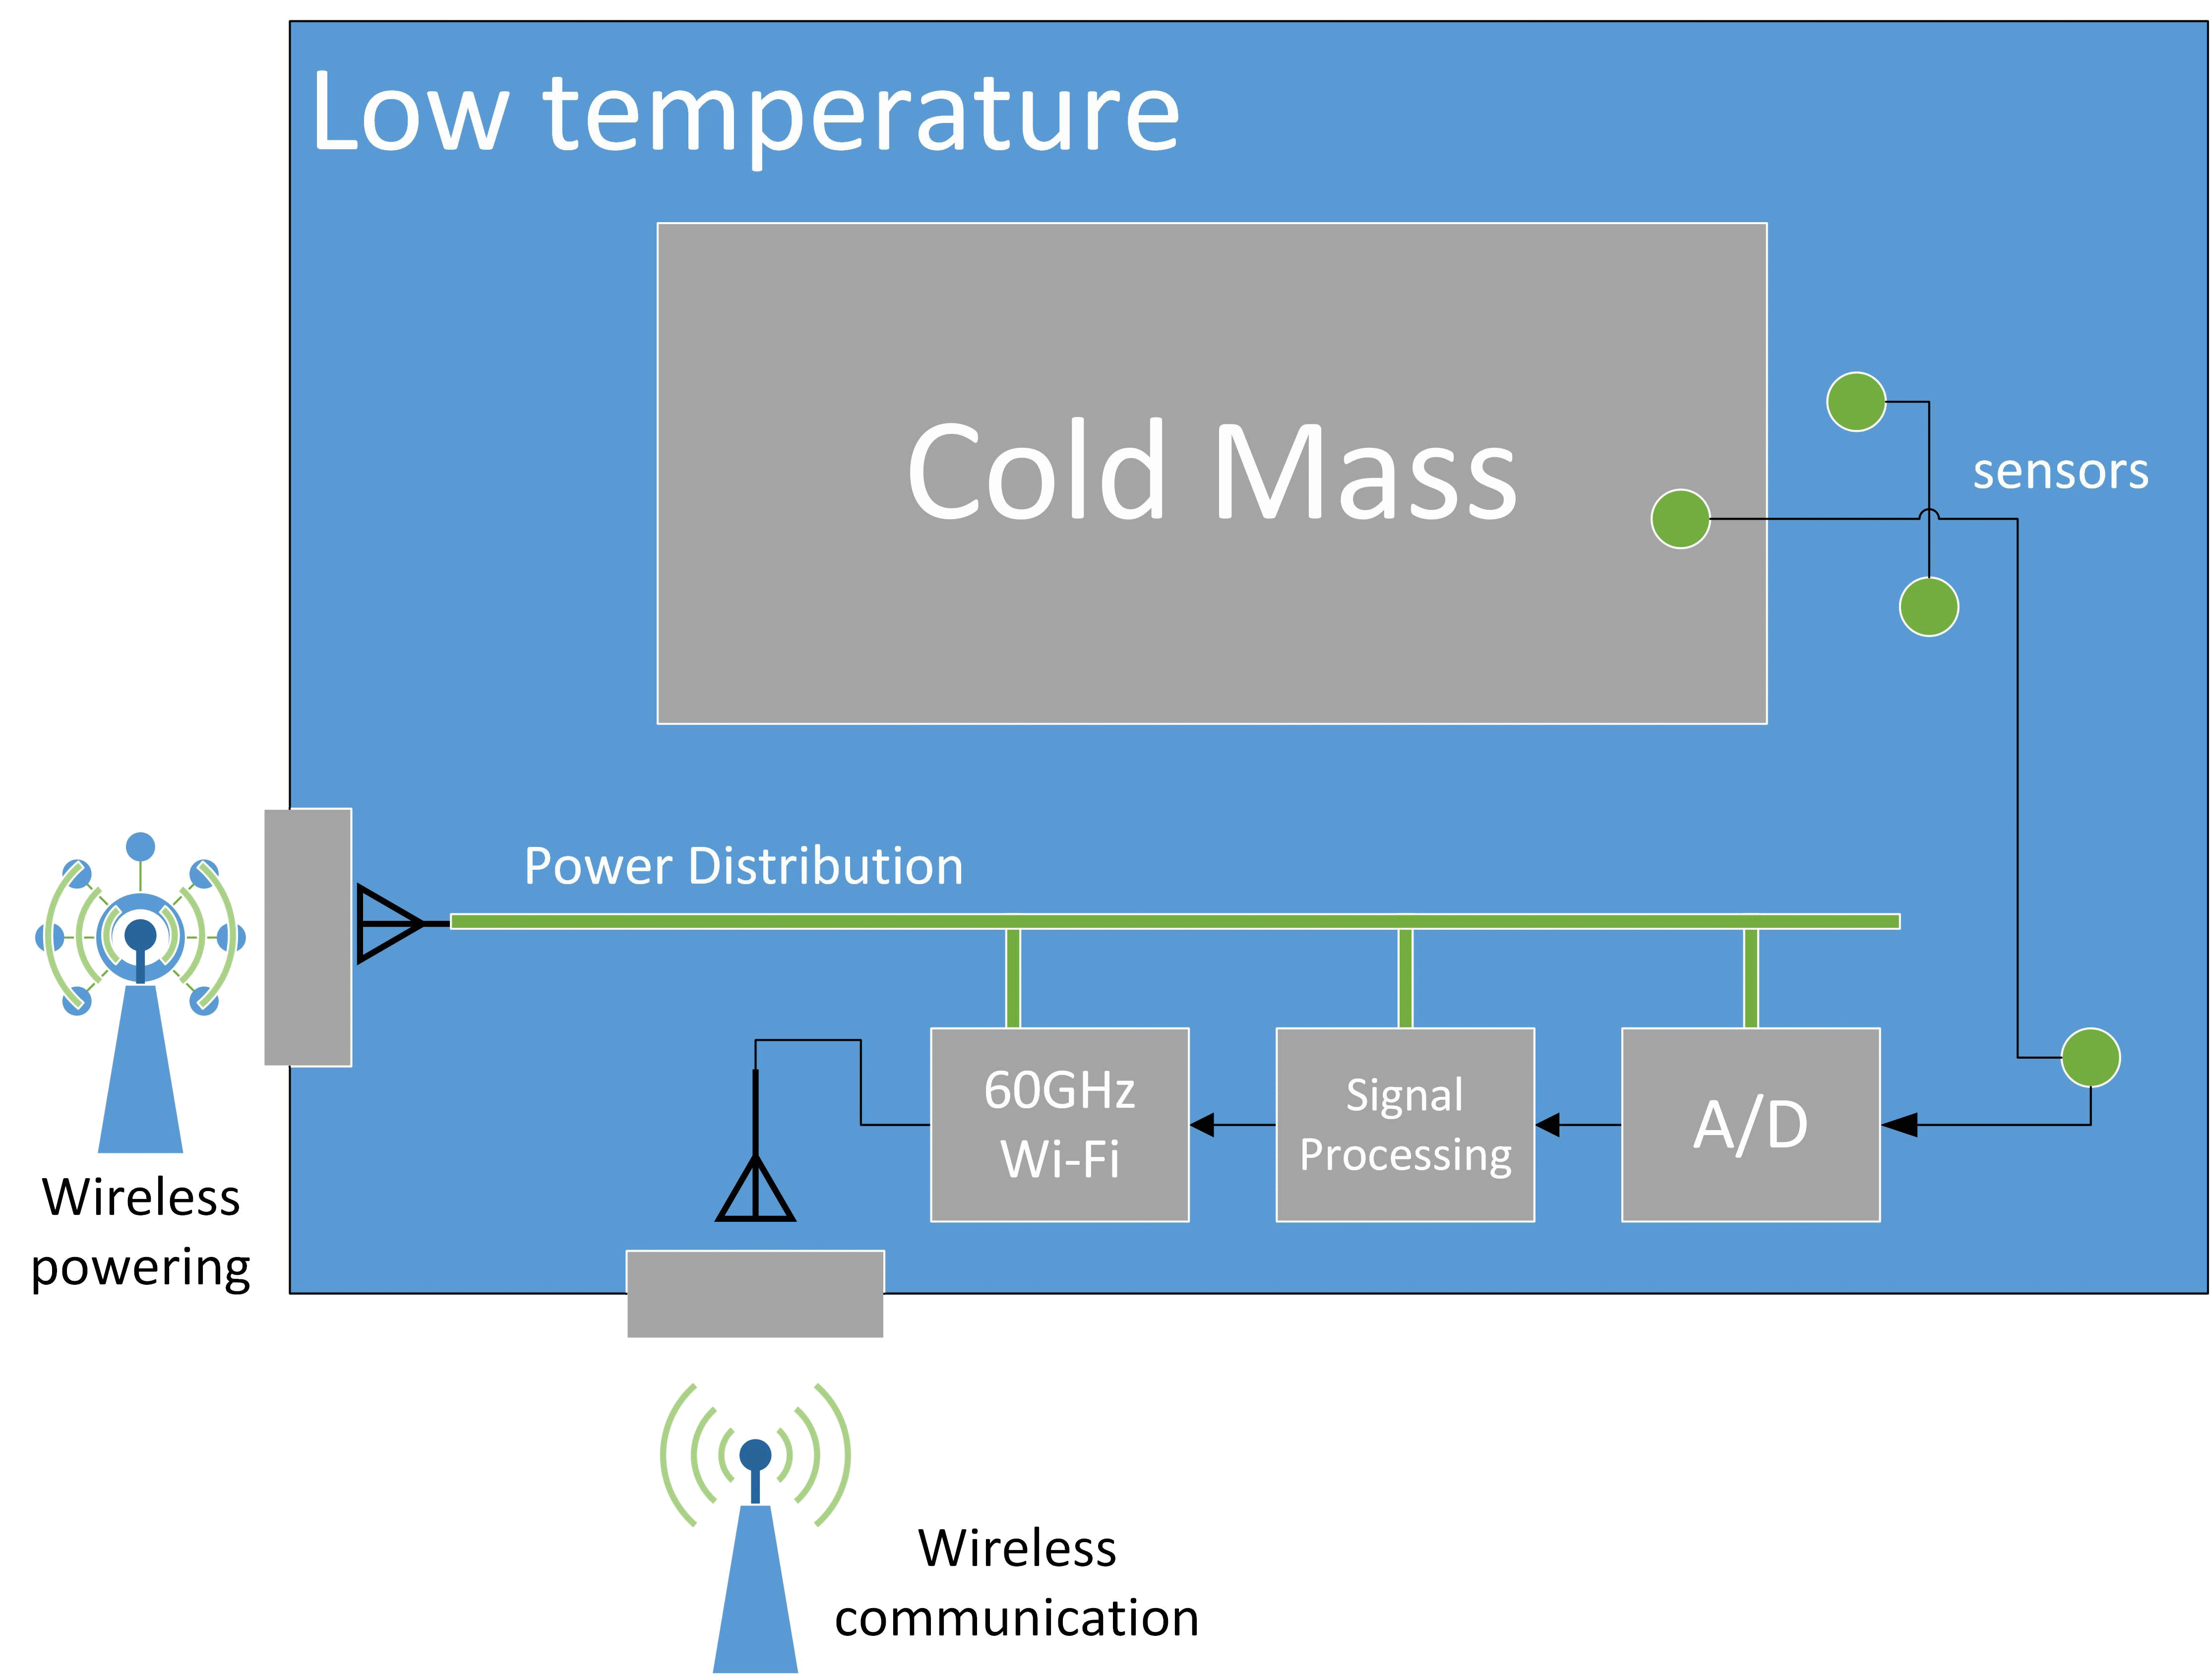 Low temperature
Cold Mass
sensors
Power Distribution
60GHz
Wi-Fi
Signal
Processing
A/D
Wireless
powering
Wireless
communication